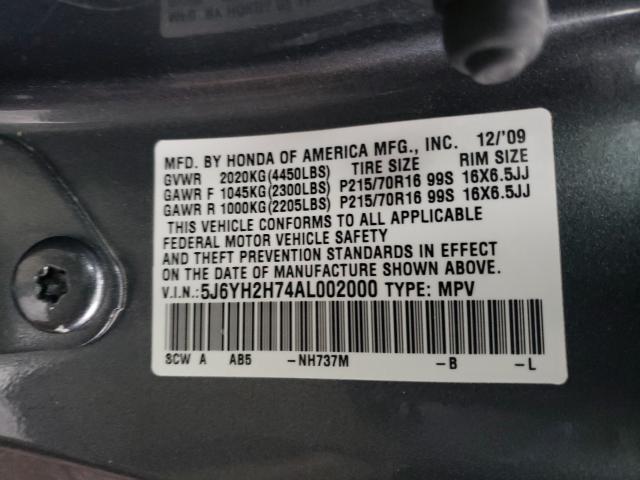 MFD. BY HONDA OF AMERICA MFG., INC. 12/'09
GVWR 2020KG(4450LBS) TIRE SIZE RIM SIZE
GAWR F 1045KG(2300LBS) P215/70R16 99S 16X6.5JJ
GAWR R 1000KG(2205LBS) P215/70R16 99S 16X6.5JJ
THIS VEHICLE CONFORMS TO ALL APPLICABLE
FEDERAL MOTOR VEHICLE SAFETY
AND THEFT PREVENTION STANDARDS IN EFFECT
ON THE DATE OF MANUFACTURE SHOWN ABOVE.
V.I.N.:5J6YH2H74AL002000 TYPE: MPV
SCW A AB5 -NH737M -B -L